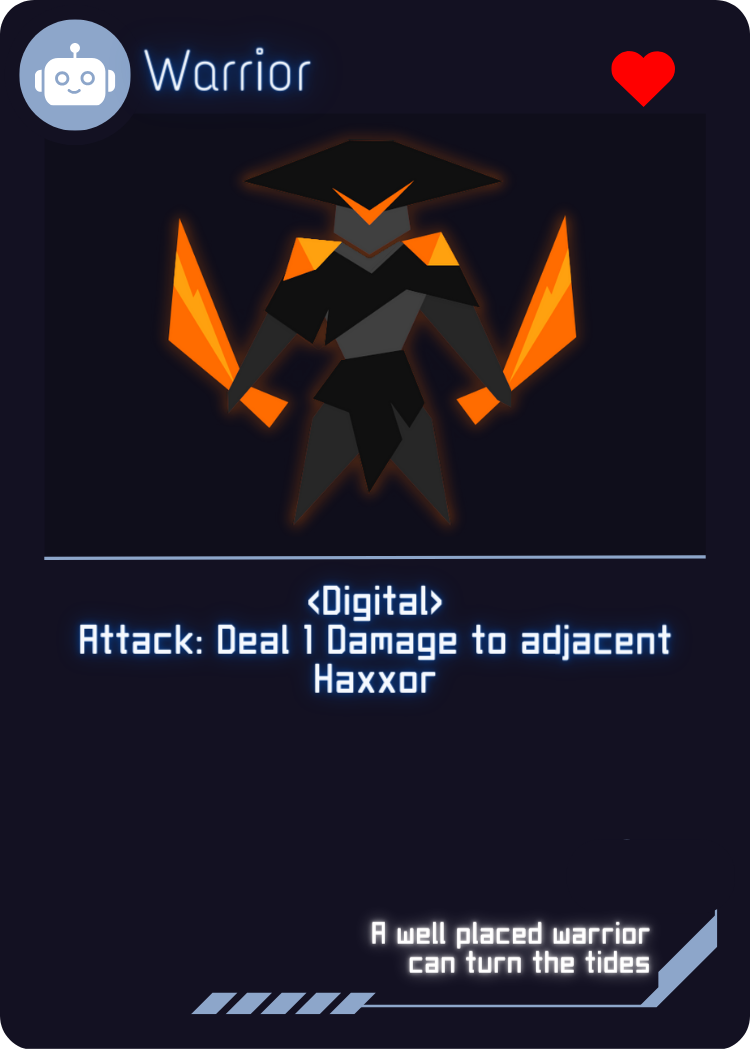 Warrior
<Digital>
Attack: Deal 1 Damage to adjacent
Haxxor
A well placed warrior
can turn the tides